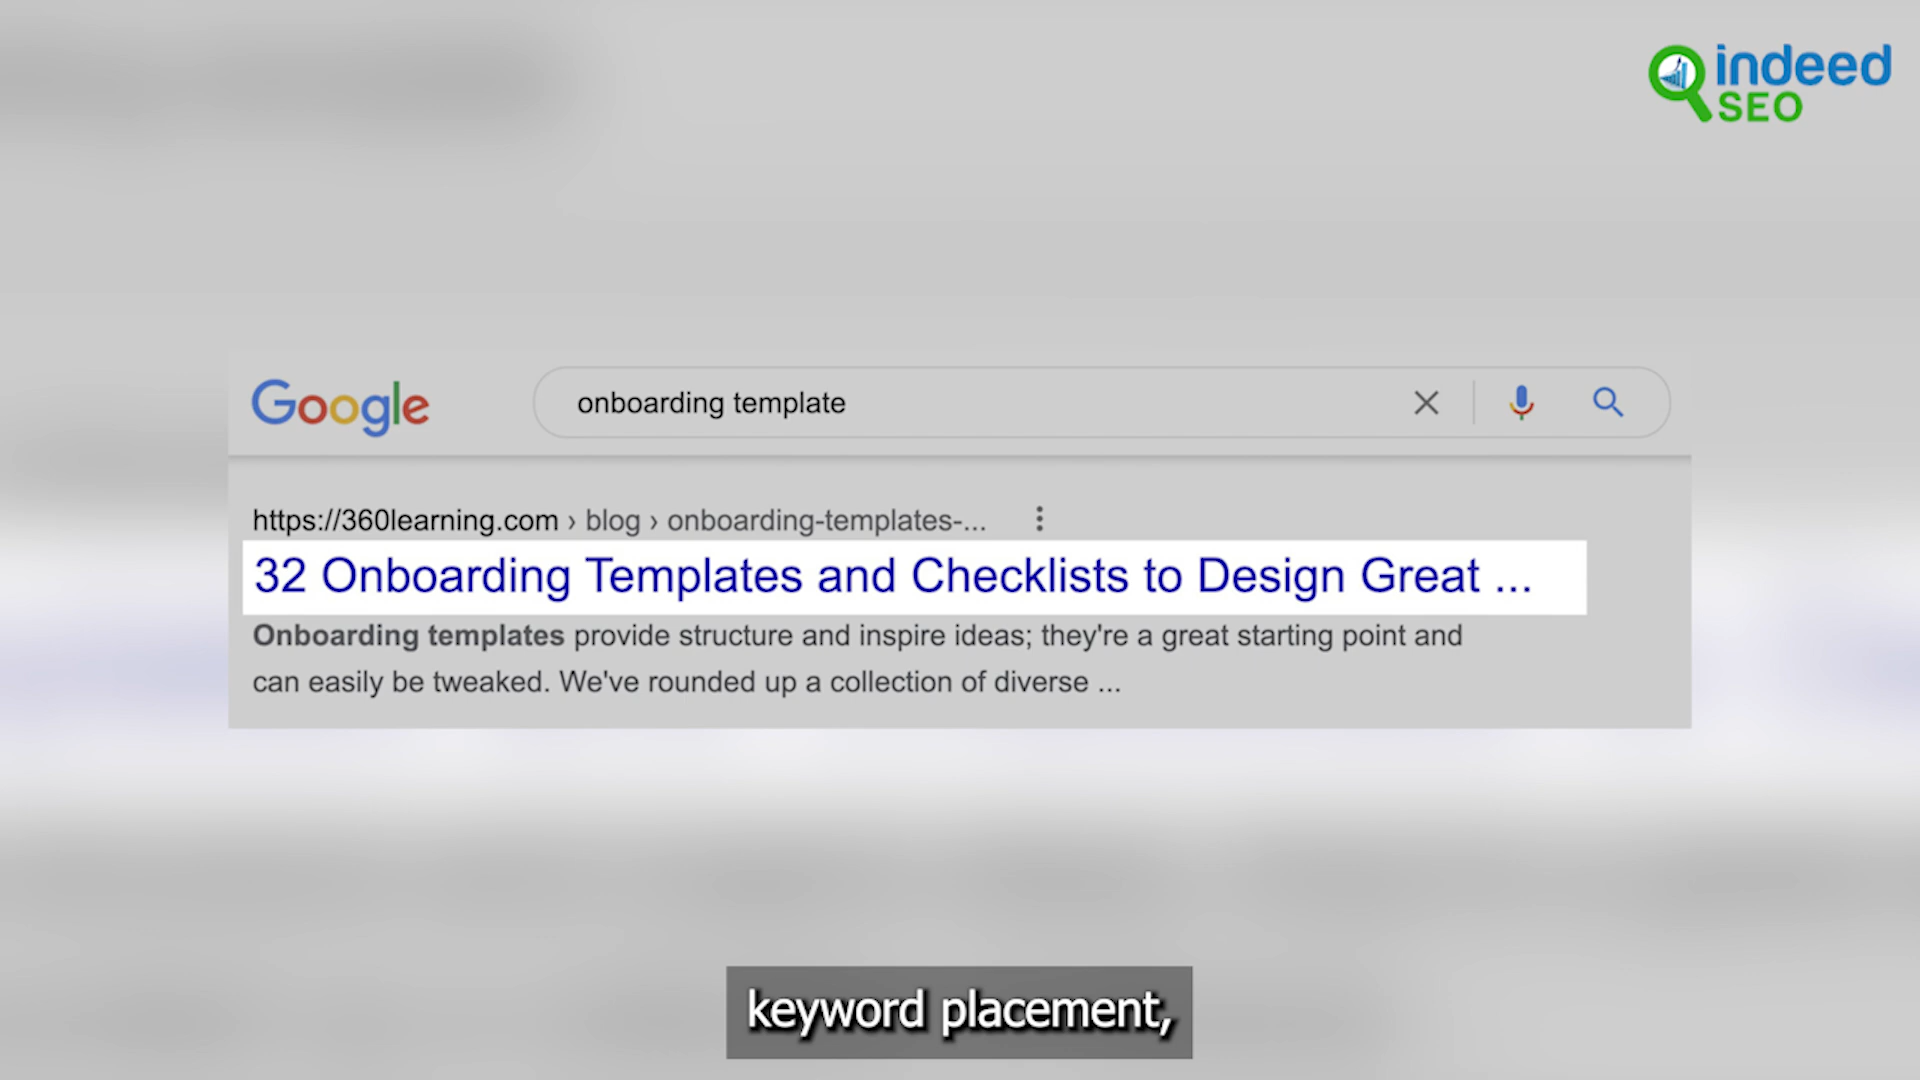 indeed
SEO
Google
onboarding template
https://360learning.com › blog › onboarding-templates-...
32 Onboarding Templates and Checklists to Design Great ...
Onboarding templates provide structure and inspire ideas; they're a great starting point and
can easily be tweaked. We've rounded up a collection of diverse ...
keyword placement,